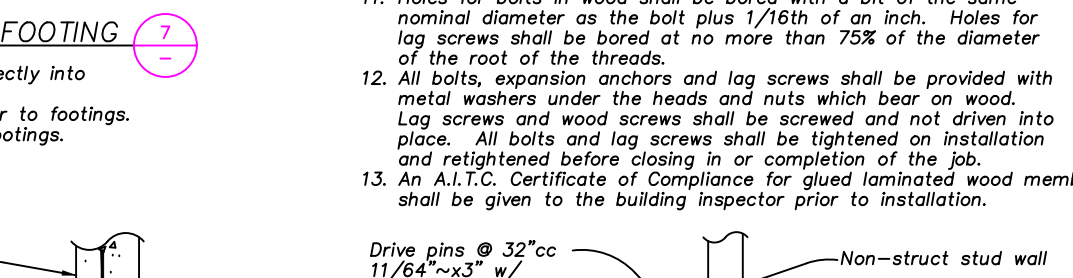 FOOTING 7
–
ectly into
r to footings.
ootings.
11. Holes for bolts in wood shall be bored with a bit of the same
nominal diameter as the bolt plus 1/16th of an inch. Holes for
lag screws shall be bored at no more than 75% of the diameter
of the root of the threads.
12. All bolts, expansion anchors and lag screws shall be provided with
metal washers under the heads and nuts which bear on wood.
Lag screws and wood screws shall be screwed and not driven into
place. All bolts and lag screws shall be tightened on installation
and retightened before closing in or completion of the job.
13. An A.I.T.C. Certificate of Compliance for glued laminated wood mem
shall be given to the building inspector prior to installation.
Drive pins @ 32"cc
11/64"~x3" w/
Non-struct stud wall